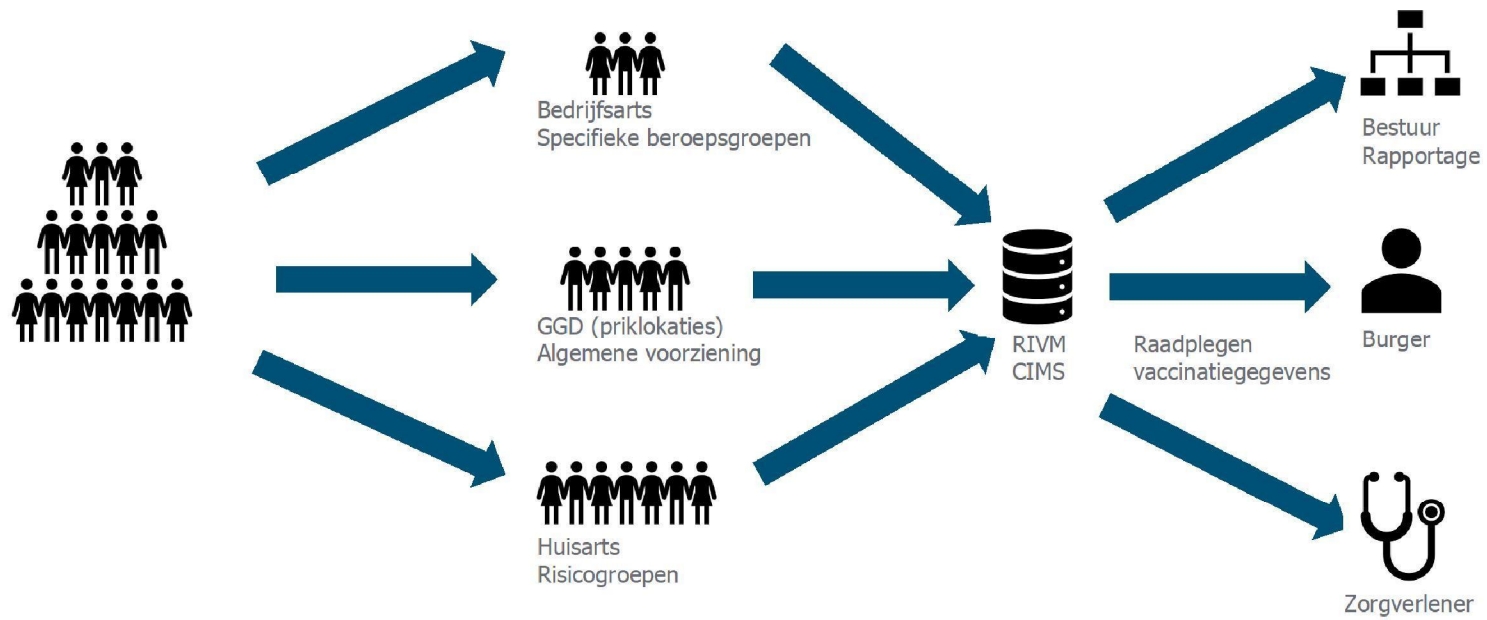 Bedrijfsarts
Specifieke beroepsgroepen
GGD (priklokaties)
Algemene voorziening
Huisarts
Risicogroepen
RIVM
CIMS
Raadplegen
vaccinatiegegevens
Bestuur
Rapportage
Burger
Zorgverlener